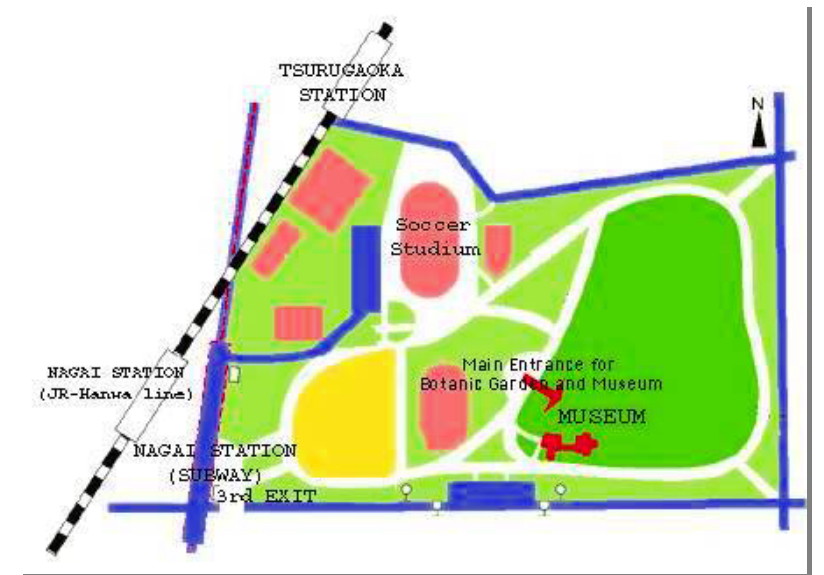 TSURUGAOKA
STATION
N
Soccer
Studium
NAGAI STATION
(JR-Hanwa line)
Main Entrance for
Botanic Garden and Museum
MUSEUM
NAGAI STATION
(SUBWAY)
3rd EXIT